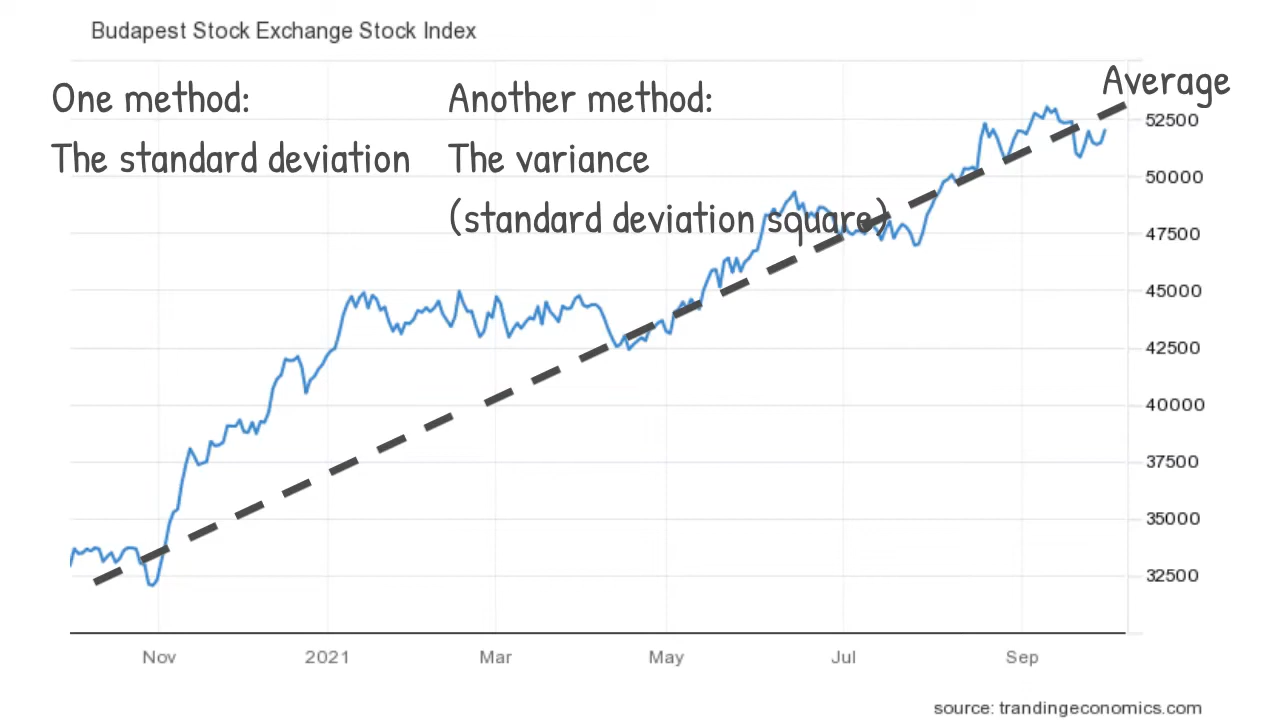 Budapest Stock Exchange Stock Index
One method:
The standard deviation
Another method:
The variance
(standard deviation square)
Average
52500
50000
47500
45000
42500
40000
37500
35000
32500
Nov
2021
Mar
May
Jul
Sep
source: trandingeconomics.com